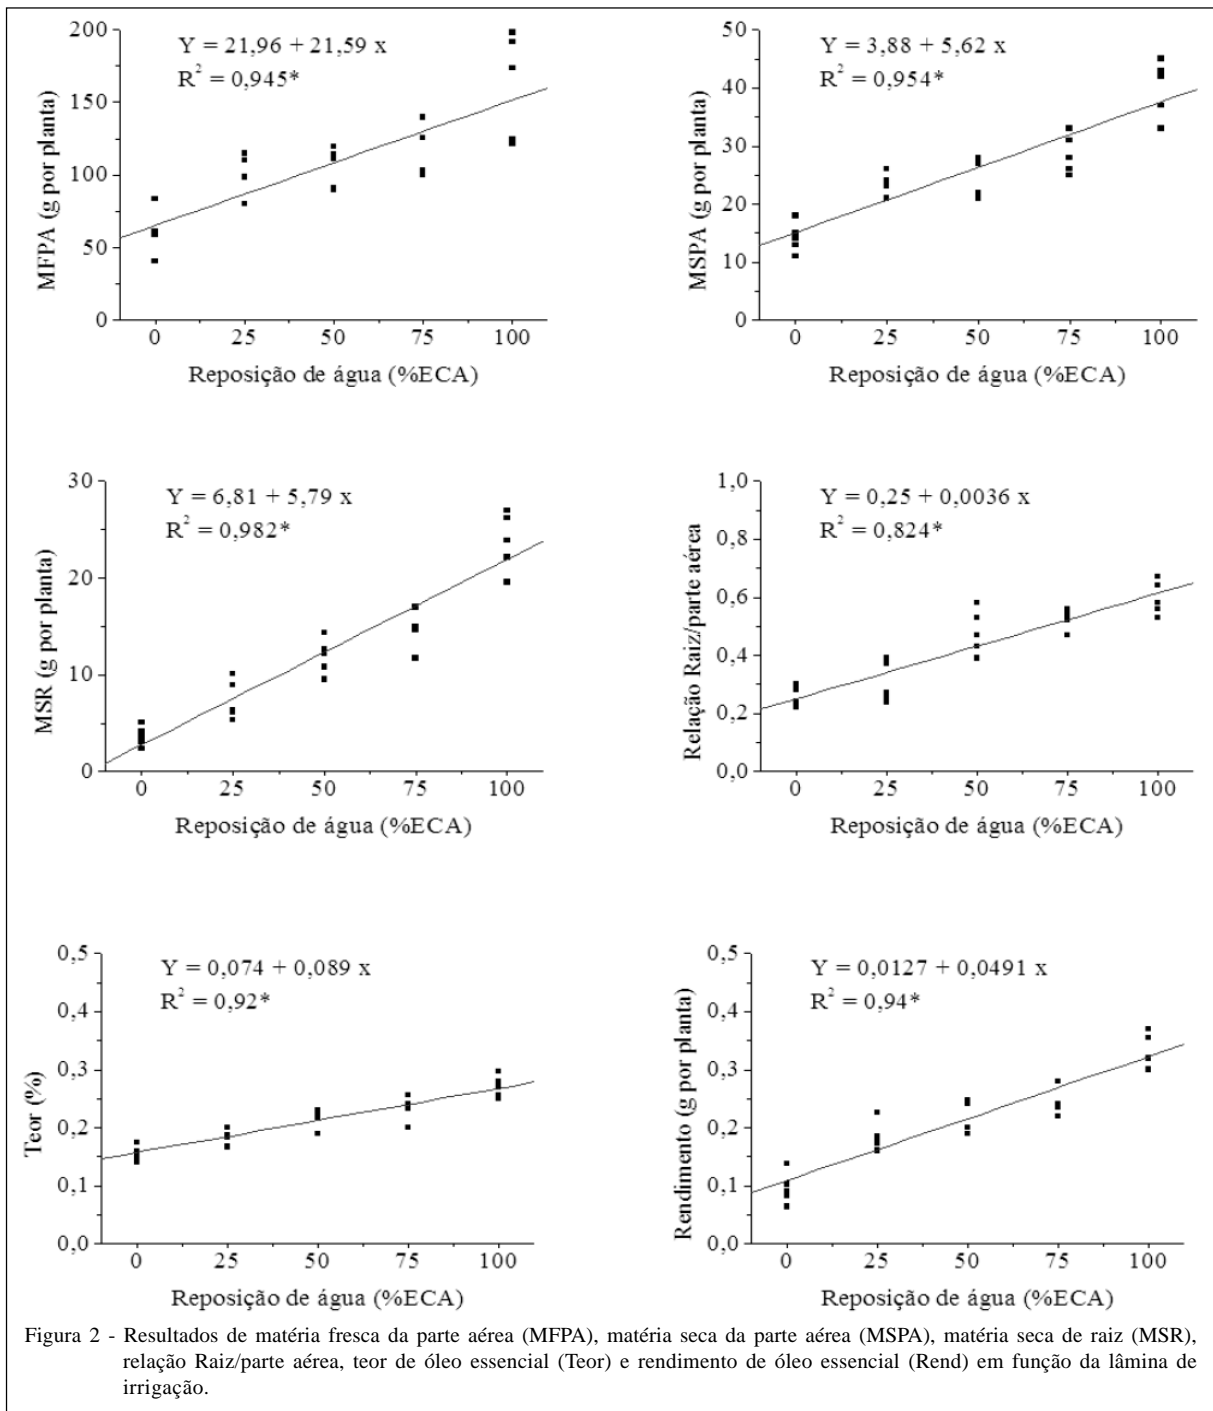 Y = 21,96 + 21,59 x
R² = 0,945*
200
150
100
50
0
MFPA (g por planta)
0 25 50 75 100
Reposição de água (%ECA)
Y = 3,88 + 5,62 x
R² = 0,954*
50
40
30
20
10
0
MSPA (g por planta)
0 25 50 75 100
Reposição de água (%ECA)
Y = 6,81 + 5,79 x
R² = 0,982*
30
20
10
0
MSR (g por planta)
0 25 50 75 100
Reposição de água (%ECA)
Y = 0,25 + 0,0036 x
R² = 0,824*
1,0
0,8
0,6
0,4
0,2
0,0
Relação Raiz/parte aérea
0 25 50 75 100
Reposição de água (%ECA)
Y = 0,074 + 0,089 x
R² = 0,92*
0,5
0,4
0,3
0,2
0,1
0,0
Teor (%)
0 25 50 75 100
Reposição de água (%ECA)
Y = 0,0127 + 0,0491 x
R² = 0,94*
0,5
0,4
0,3
0,2
0,1
0,0
Rendimento (g por planta)
0 25 50 75 100
Reposição de água (%ECA)
Figura 2 - Resultados de matéria fresca da parte aérea (MFPA), matéria seca da parte aérea (MSPA), matéria seca de raiz (MSR),
relação Raiz/parte aérea, teor de óleo essencial (Teor) e rendimento de óleo essencial (Rend) em função da lâmina de
irrigação.